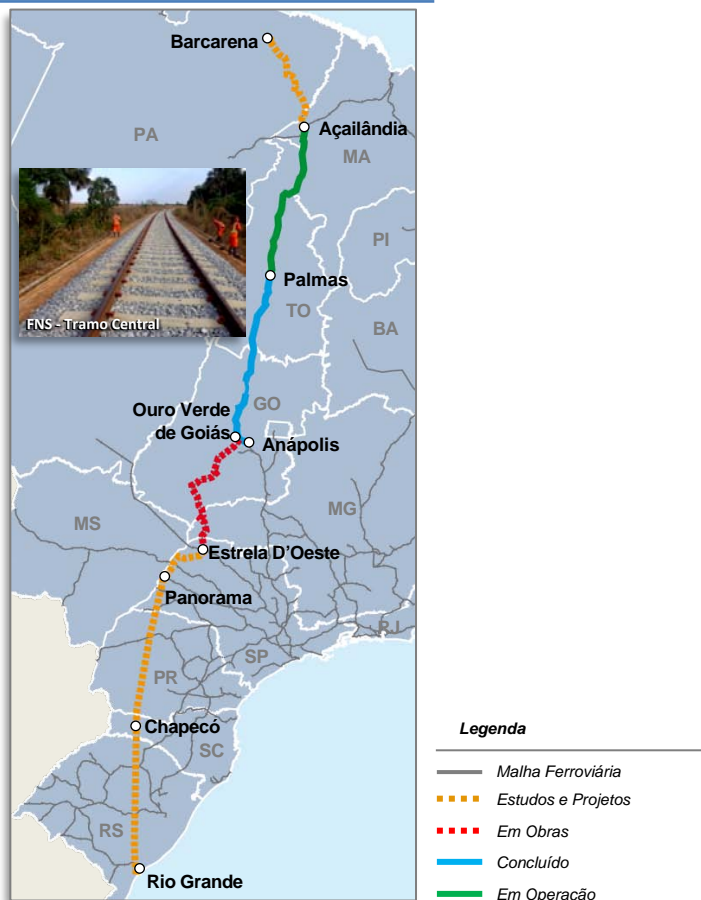 Barcarena
Açailândia
PA
MA
PI
Palmas
TO
BA
FNS - Tramo Central
Ouro Verde
de Goiás
GO
Anápolis
MS
MG
Estrela D'Oeste
Panorama
RJ
SP
PR
Chapecó
SC
RS
Rio Grande
Legenda
Malha Ferroviária
Estudos e Projetos
Em Obras
Concluído
Em Operação